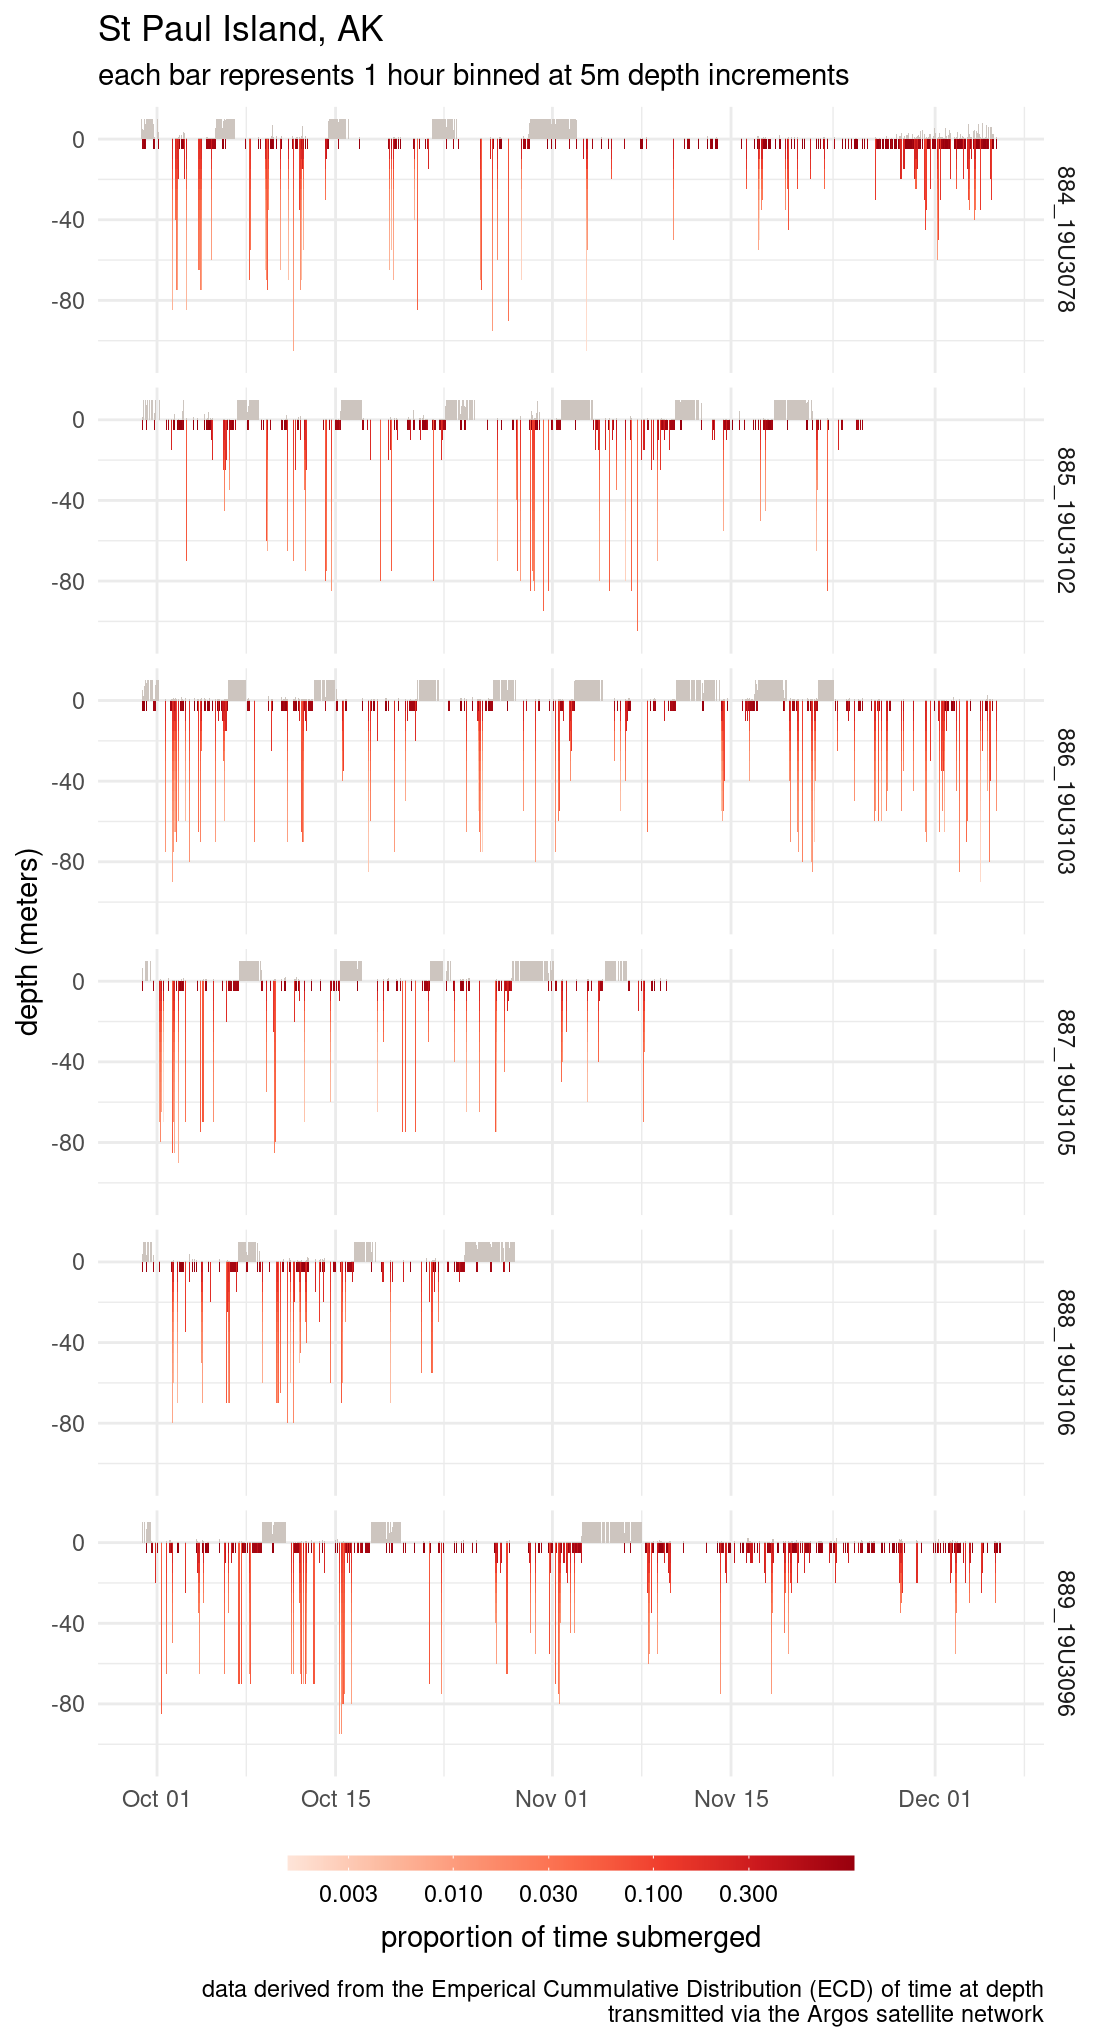 St Paul Island, AK
each bar represents 1 hour binned at 5m depth increments
0
-40
-80
884_19U3078
0
-40
-80
885_19U3102
0
-40
-80
886_19U3103
depth (meters)
0
-40
-80
887_19U3105
0
-40
-80
888_19U3106
0
-40
-80
889_19U3096
Oct 01 Oct 15 Nov 01 Nov 15 Dec 01
0.003 0.010 0.030 0.100 0.300
proportion of time submerged
data derived from the Emperical Cummulative Distribution (ECD) of time at depth
transmitted via the Argos satellite network